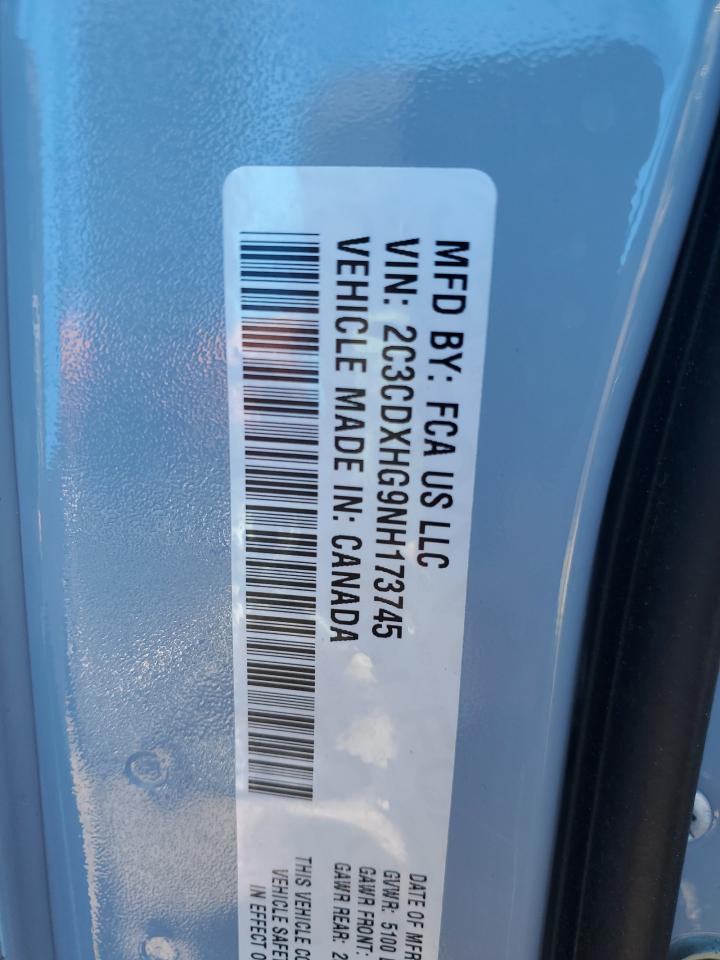 MFD BY: FCA US LLC
VIN: 2C3CDXHG9NH173745
VEHICLE MADE IN: CANADA
DATE OF MFR
GVWR: 5100
GAWR FRONT:
GAWR REAR: 2
THIS VEHICLE CO
VEHICLE SAFE
IN EFFECT O